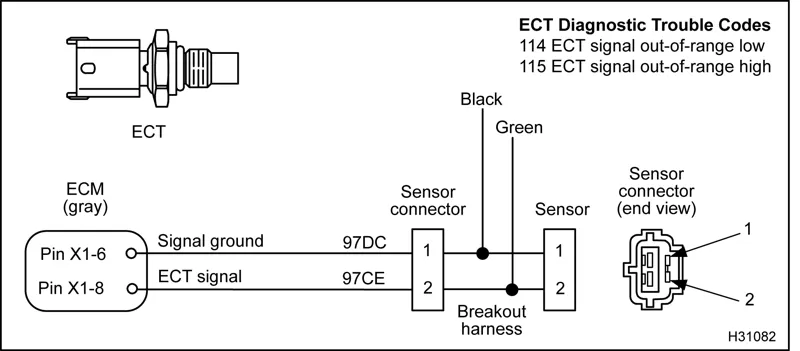 ECT Diagnostic Trouble Codes
114 ECT signal out-of-range low
115 ECT signal out-of-range high
ECT
Black
Green
ECM
(gray)
Sensor
connector
Sensor
Sensor
connector
(end view)
Pin X1-6
Signal ground
97DC
1
1
1
Pin X1-8
ECT signal
97CE
2
2
2
Breakout
harness
H31082